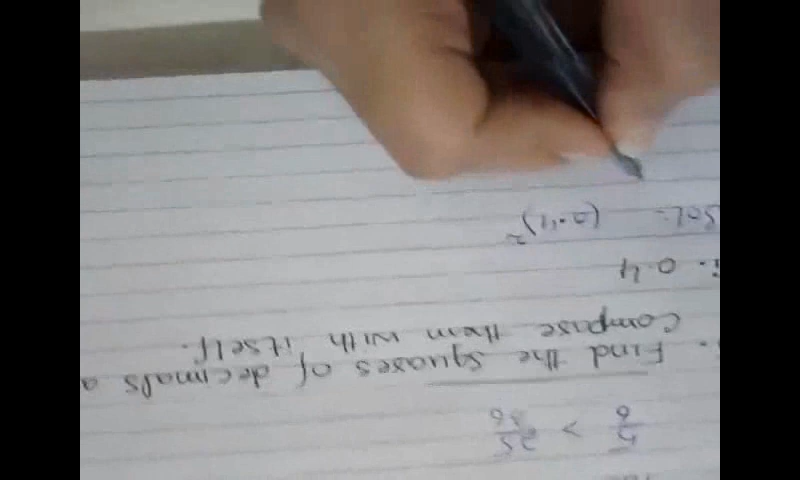 5/6 > 25/36
. Find the squares of decimals a
Compare them with itself.
i. 0.4
Sol:- (0.4)²